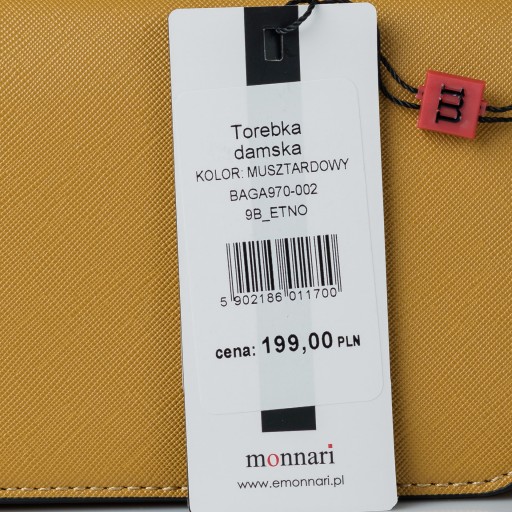 m
Torebka
damska
KOLOR: MUSZTARDOWY
BAGA970-002
9B_ETNO
5 902186 011700
cena: 199,00 PLN
monnari
www.emonnari.pl